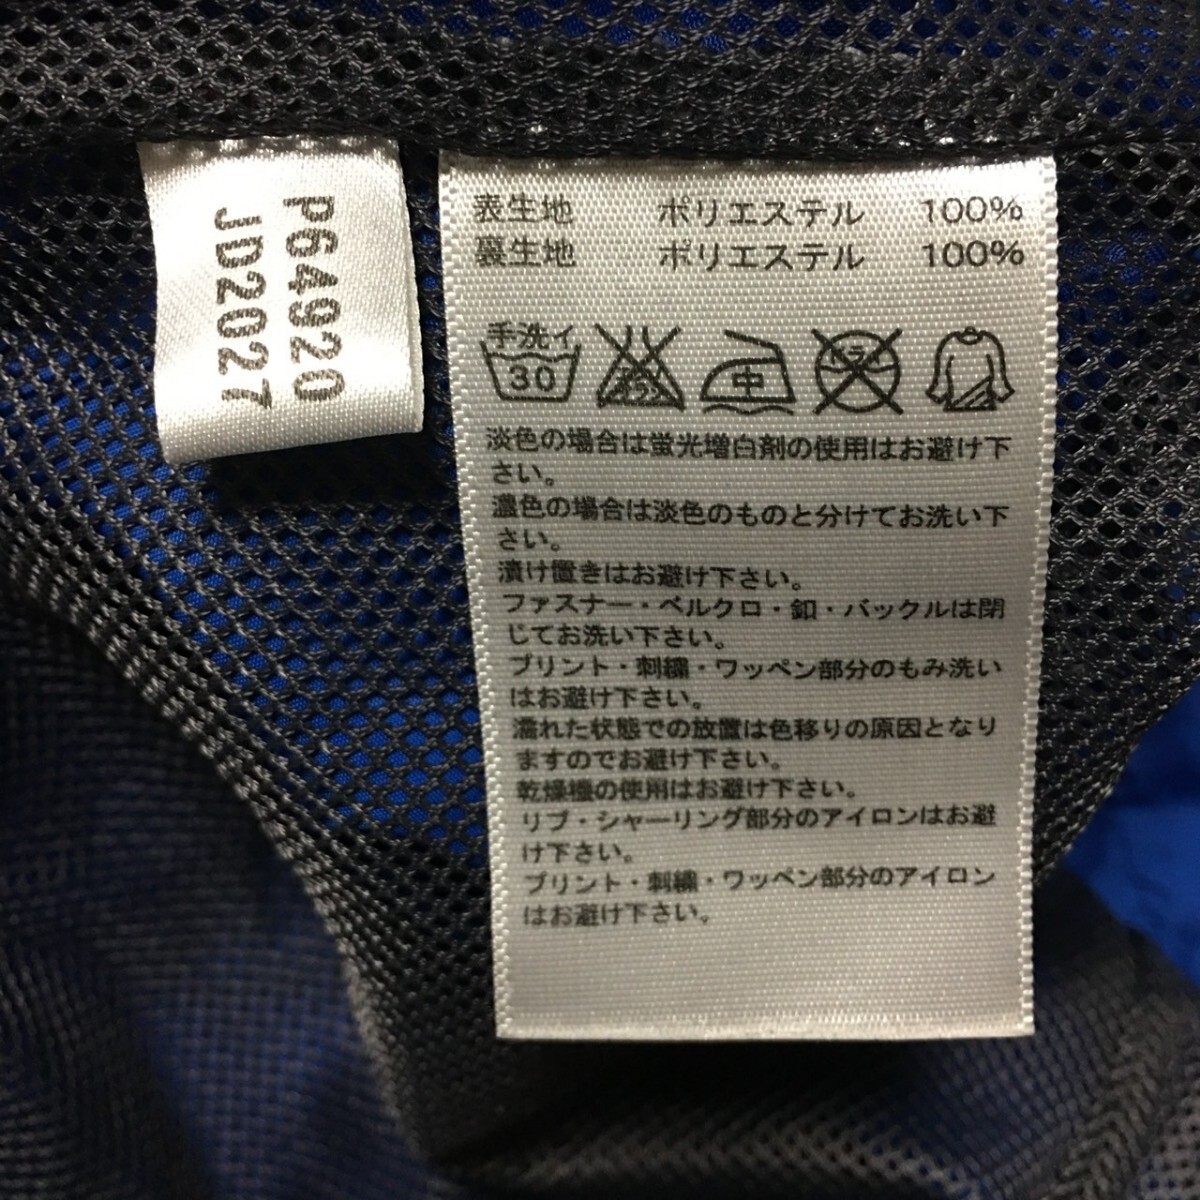 P64920
JD2027
表生地 ポリエステル 100%
裏生地 ポリエステル 100%
手洗イ
30
エンソサラシ
中
ドライ
淡色の場合は蛍光増白剤の使用はお避け下
さい。
濃色の場合は淡色のものと分けてお洗い下
さい。
漬け置きはお避け下さい。
ファスナー・ベルクロ・釦・バックルは閉
じてお洗い下さい。
プリント・刺繍・ワッペン部分のもみ洗い
はお避け下さい。
濡れた状態での放置は色移りの原因となり
ますのでお避け下さい。
乾燥機の使用はお避け下さい。
リブ・シャーリング部分のアイロンはお避
け下さい。
プリント・刺繍・ワッペン部分のアイロン
はお避け下さい。